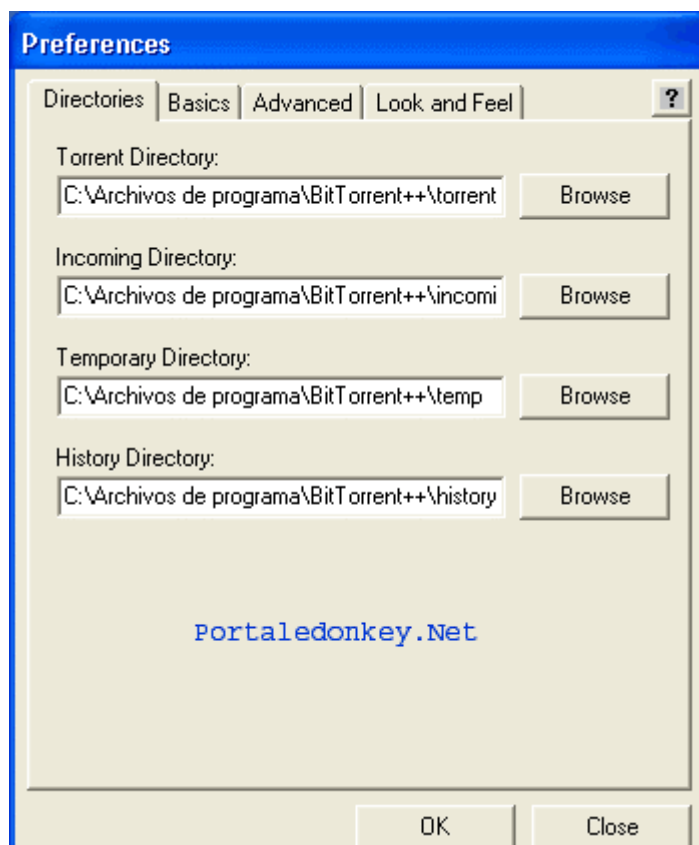 Preferences
Directories Basics Advanced Look and Feel ?
Torrent Directory:
C:\Archivos de programa\BitTorrent++\torrent Browse
Incoming Directory:
C:\Archivos de programa\BitTorrent++\incomi Browse
Temporary Directory:
C:\Archivos de programa\BitTorrent++\temp Browse
History Directory:
C:\Archivos de programa\BitTorrent++\history Browse
Portaledonkey.Net
OK Close